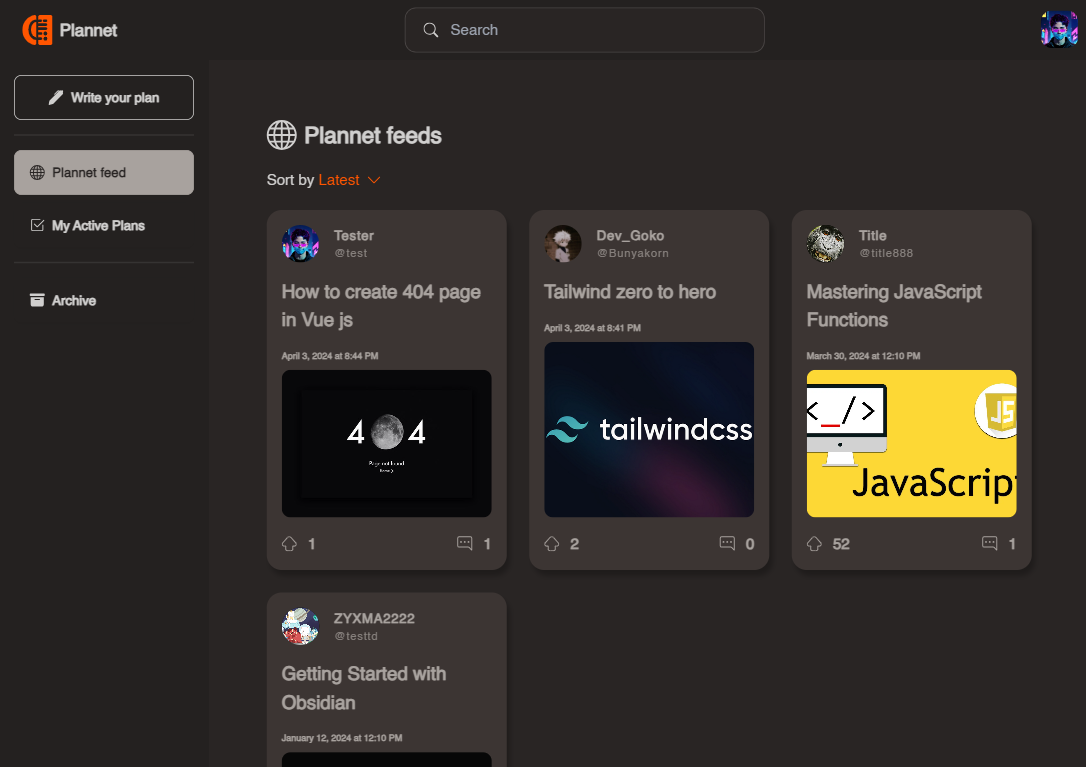 Plannet
Search
Write your plan
Plannet feed
My Active Plans
Archive
Plannet feeds
Sort by Latest
Tester
@test
How to create 404 page
in Vue js
April 3, 2024 at 8:44 PM
4 4
Page not found
1
1
Dev_Goko
@Bunyakorn
Tailwind zero to hero
April 3, 2024 at 8:41 PM
tailwindcss
2
0
Title
@title888
Mastering JavaScript
Functions
March 30, 2024 at 12:10 PM
<_/>
JS
JavaScrip
52
1
ZYXMA2222
@testtd
Getting Started with
Obsidian
January 12, 2024 at 12:10 PM